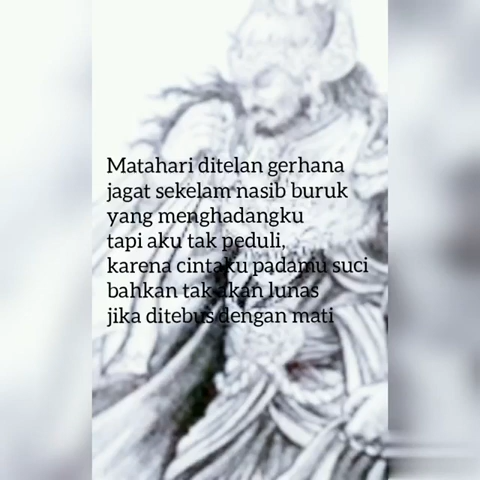 Matahari ditelan gerhana
jagat sekelam nasib buruk
yang menghadangku
tapi aku tak peduli,
karena cintaku padamu suci
bahkan tak akan lunas
jika ditebus dengan mati